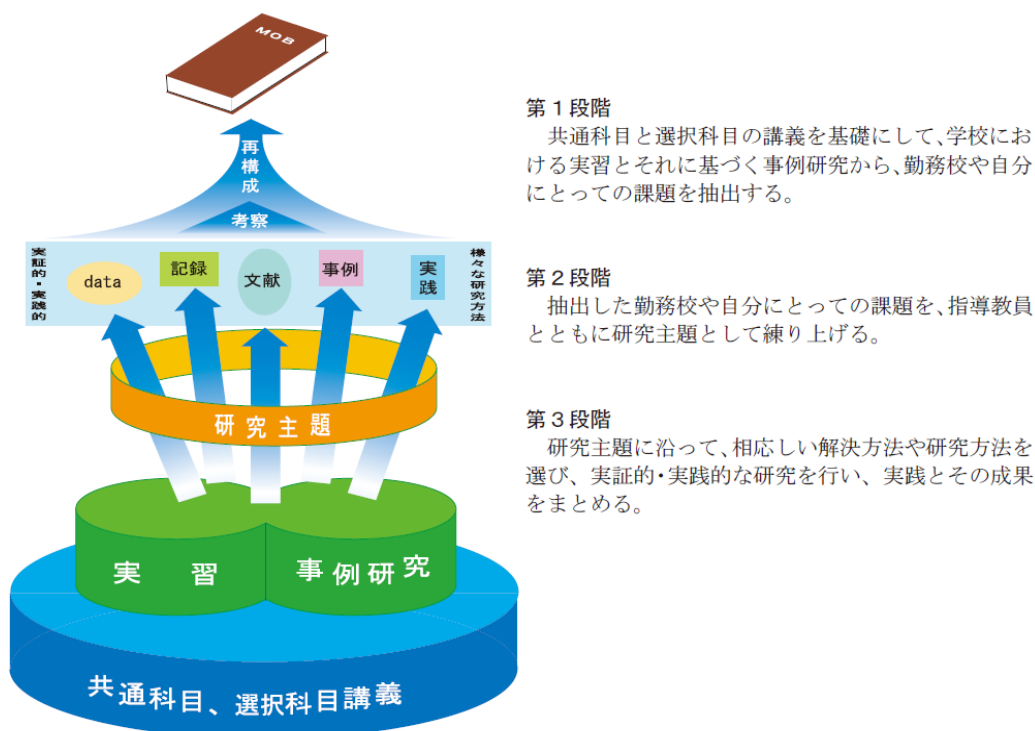 MOB
再構成
考察
実証的・実践的
data
記録
文献
事例
実践
様々な研究方法
研究主題
実 習
事例研究
共通科目、選択科目講義
第1段階
共通科目と選択科目の講義を基礎にして、学校にお
ける実習とそれに基づく事例研究から、勤務校や自分
にとっての課題を抽出する。
第2段階
抽出した勤務校や自分にとっての課題を、指導教員
とともに研究主題として練り上げる。
第3段階
研究主題に沿って、相応しい解決方法や研究方法を
選び、実証的・実践的な研究を行い、実践とその成果
をまとめる。